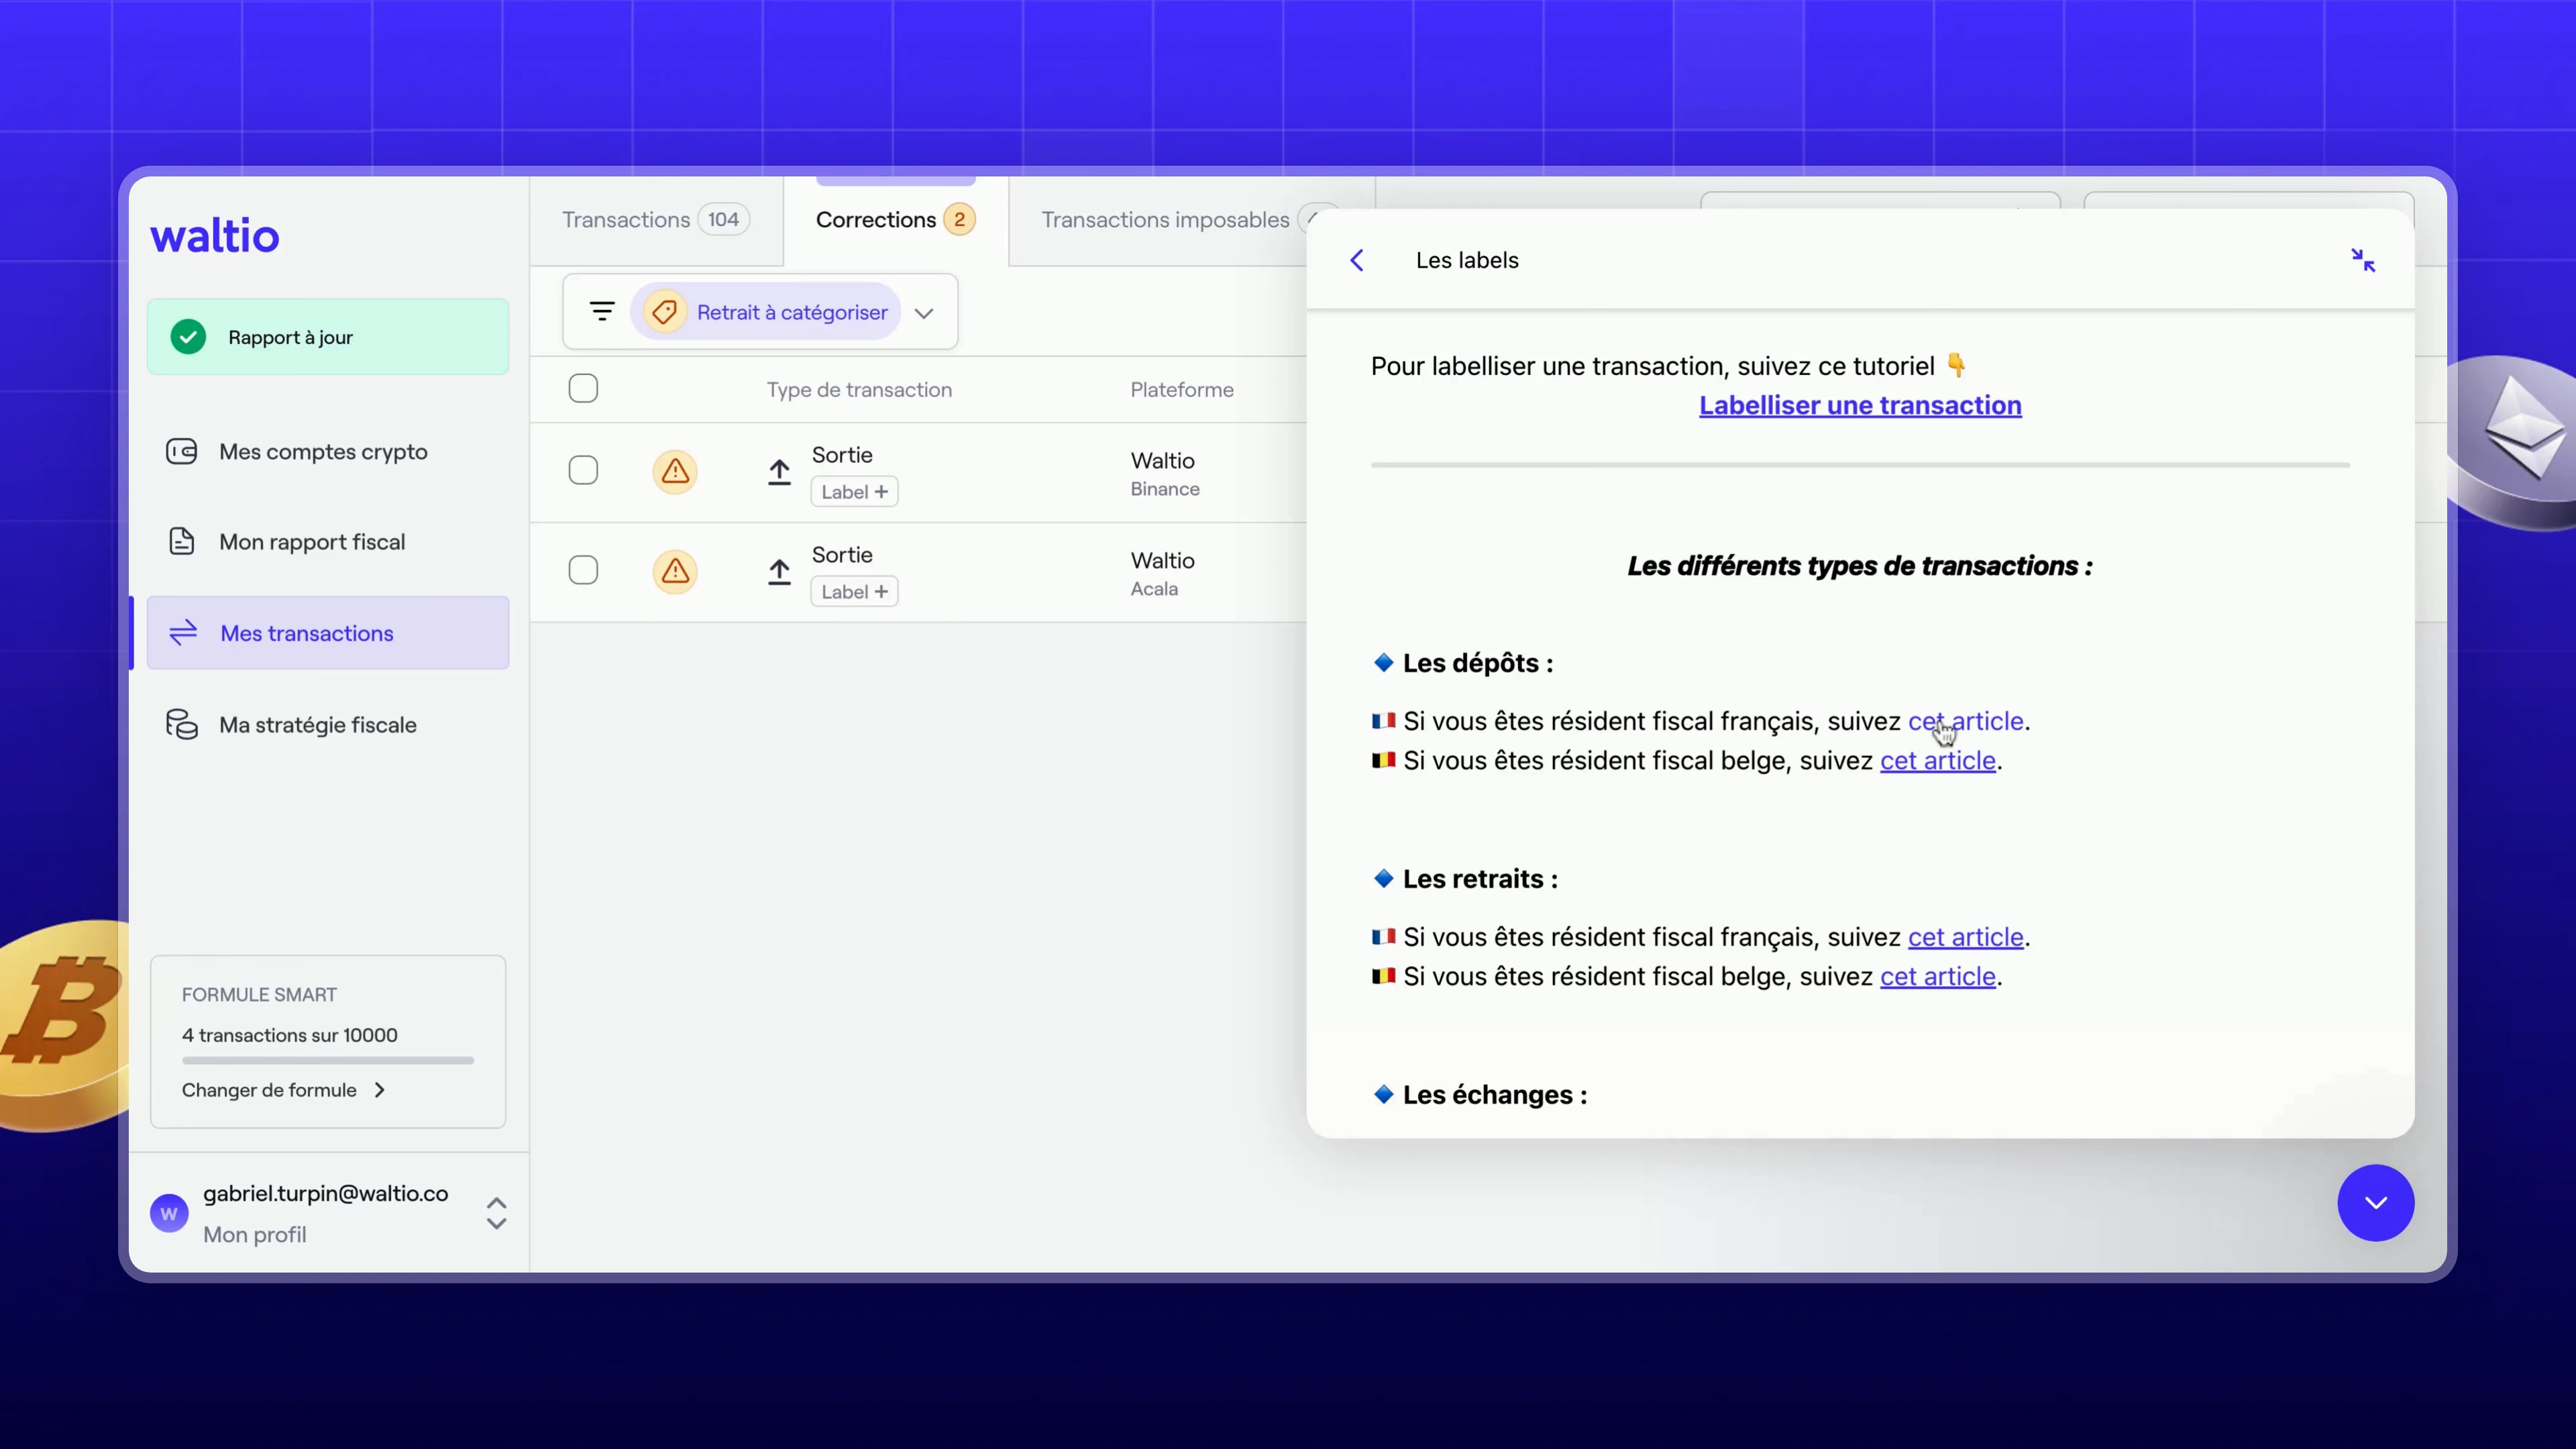 waltio
Rapport à jour
Mes comptes crypto
Mon rapport fiscal
Mes transactions
Ma stratégie fiscale
FORMULE SMART
4 transactions sur 10000
Changer de formule
W
gabriel.turpin@waltio.co
Mon profil
Transactions 104
Corrections 2
Transactions imposables
Retrait à catégoriser
Type de transaction
Plateforme
Sortie
Label +
Waltio
Binance
Sortie
Label +
Waltio
Acala
Les labels
Pour labelliser une transaction, suivez ce tutoriel 👇
Labelliser une transaction
Les différents types de transactions :
🔹 Les dépôts :
🇫🇷 Si vous êtes résident fiscal français, suivez cet article.
🇧🇪 Si vous êtes résident fiscal belge, suivez cet article.
🔹 Les retraits :
🇫🇷 Si vous êtes résident fiscal français, suivez cet article.
🇧🇪 Si vous êtes résident fiscal belge, suivez cet article.
🔹 Les échanges :